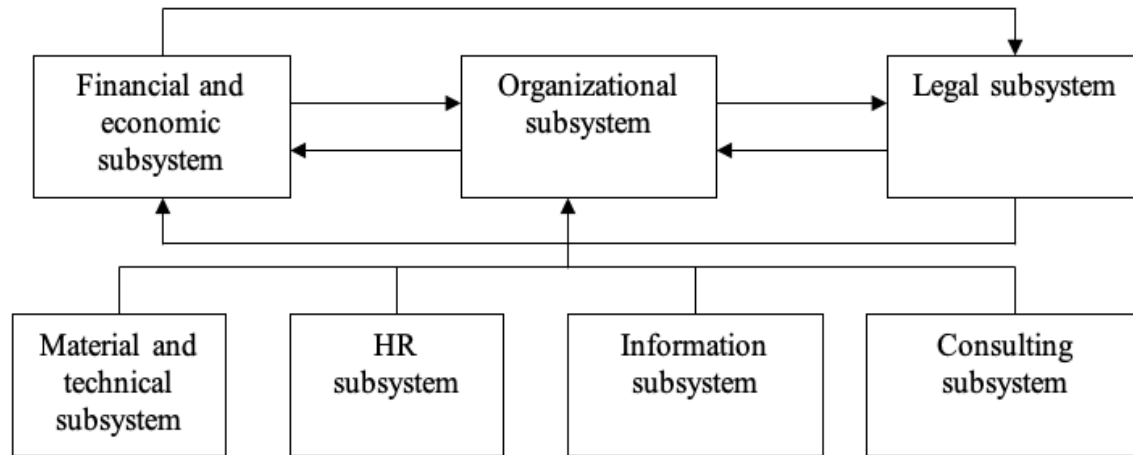 Financial and
economic
subsystem
Organizational
subsystem
Legal subsystem
Material and
technical
subsystem
HR
subsystem
Information
subsystem
Consulting
subsystem